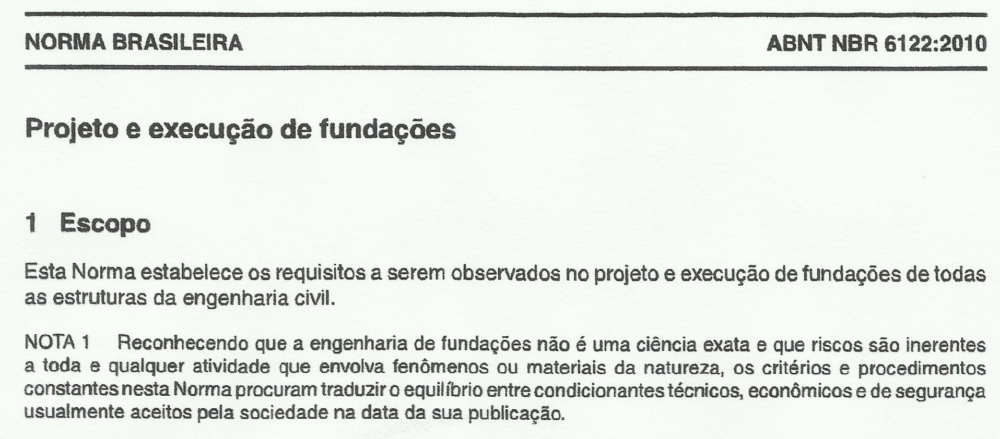 NORMA BRASILEIRA ABNT NBR 6122:2010
Projeto e execução de fundações
1 Escopo
Esta Norma estabelece os requisitos a serem observados no projeto e execução de fundações de todas
as estruturas da engenharia civil.
NOTA 1 Reconhecendo que a engenharia de fundações não é uma ciência exata e que riscos são inerentes
a toda e qualquer atividade que envolva fenômenos ou materiais da natureza, os critérios e procedimentos
constantes nesta Norma procuram traduzir o equilíbrio entre condicionantes técnicos, econômicos e de segurança
usualmente aceitos pela sociedade na data da sua publicação.